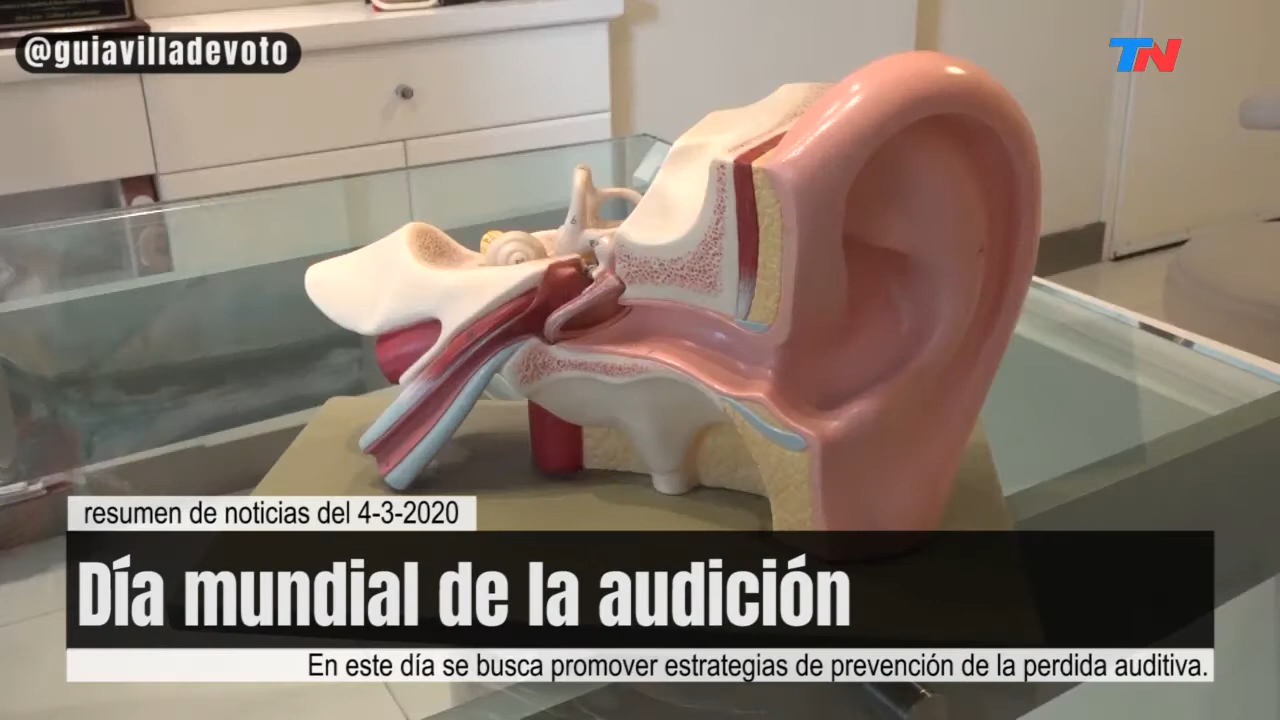 @guiavilladevoto
TN
resumen de noticias del 4-3-2020
Día mundial de la audición
En este día se busca promover estrategias de prevención de la perdida auditiva.